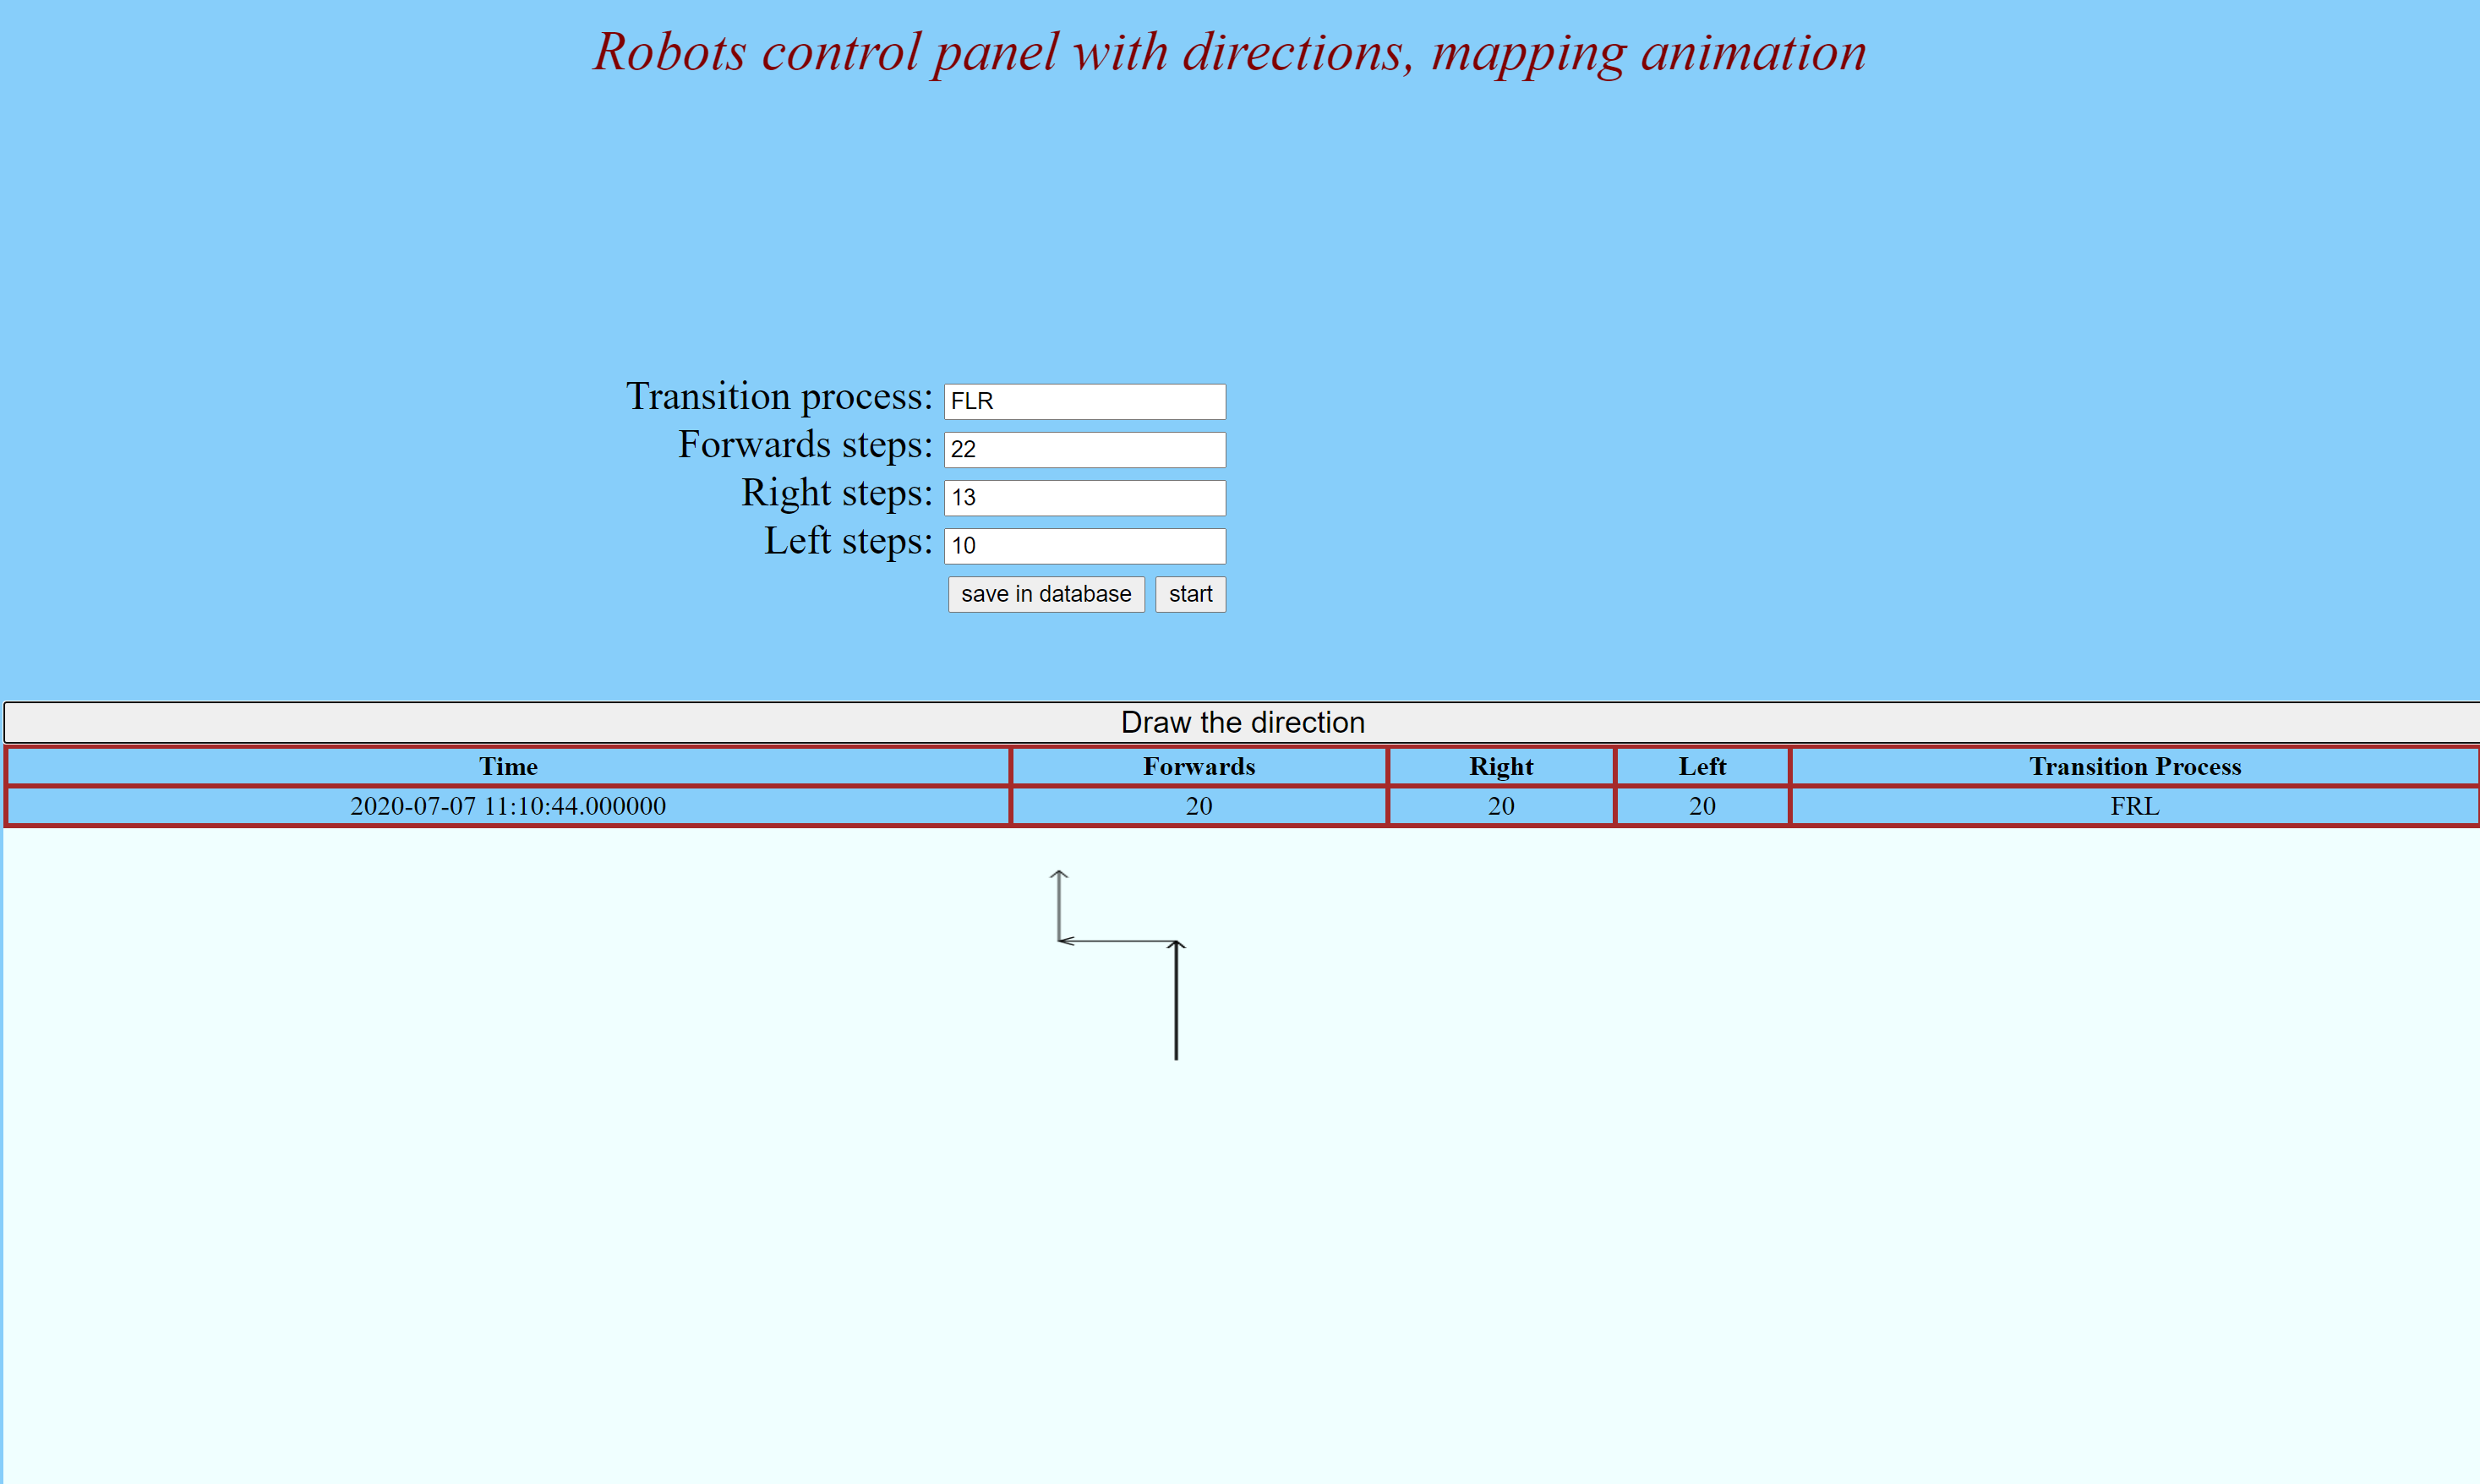 Robots control panel with directions, mapping animation
Transition process: FLR
Forwards steps: 22
Right steps: 13
Left steps: 10
save in database start
Draw the direction
Time Forwards Right Left Transition Process
2020-07-07 11:10:44.000000 20 20 20 FRL